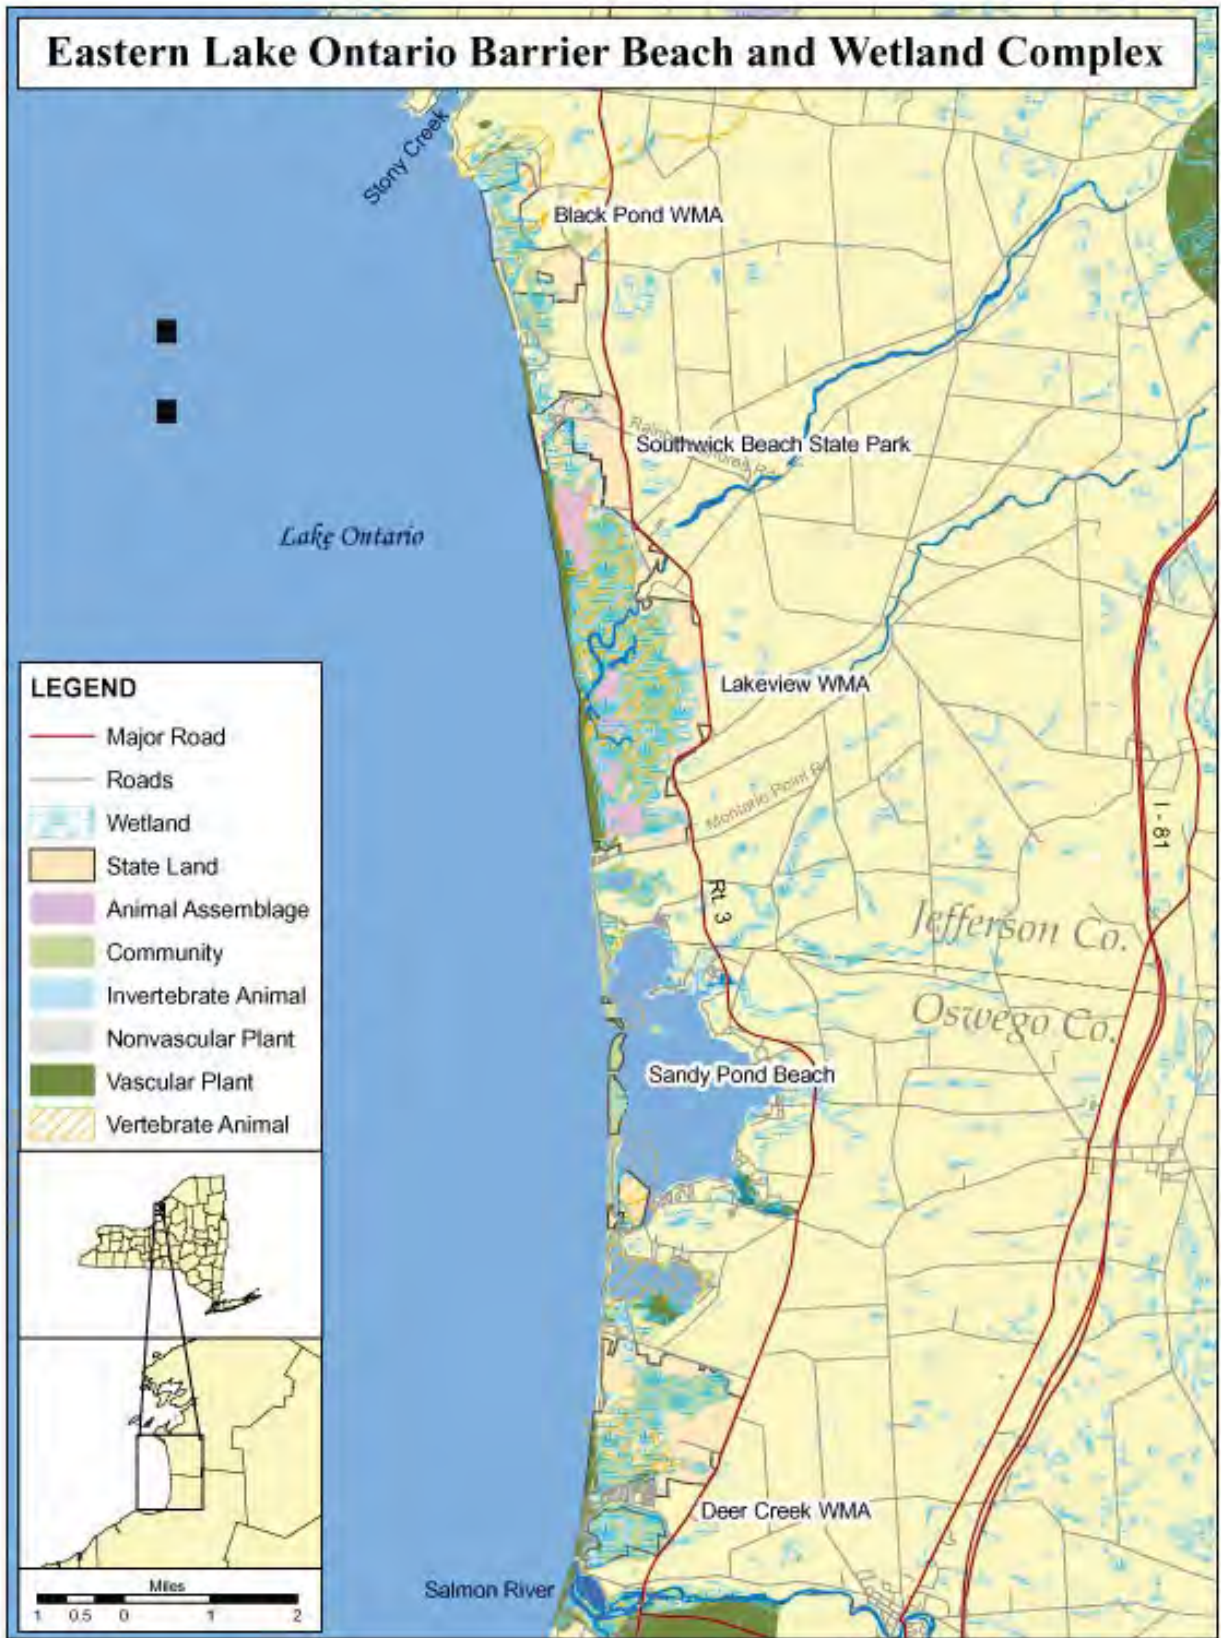 Eastern Lake Ontario Barrier Beach and Wetland Complex
Stony Creek
Black Pond WMA
Southwick Beach State Park
Lake Ontario
Lakeview WMA
Montario Point R
I - 81
Rt. 3
Jefferson Co.
Oswego Co.
Sandy Pond Beach
Deer Creek WMA
Salmon River
LEGEND
Major Road
Roads
Wetland
State Land
Animal Assemblage
Community
Invertebrate Animal
Nonvascular Plant
Vascular Plant
Vertebrate Animal
Miles
1 0.5 0 1 2